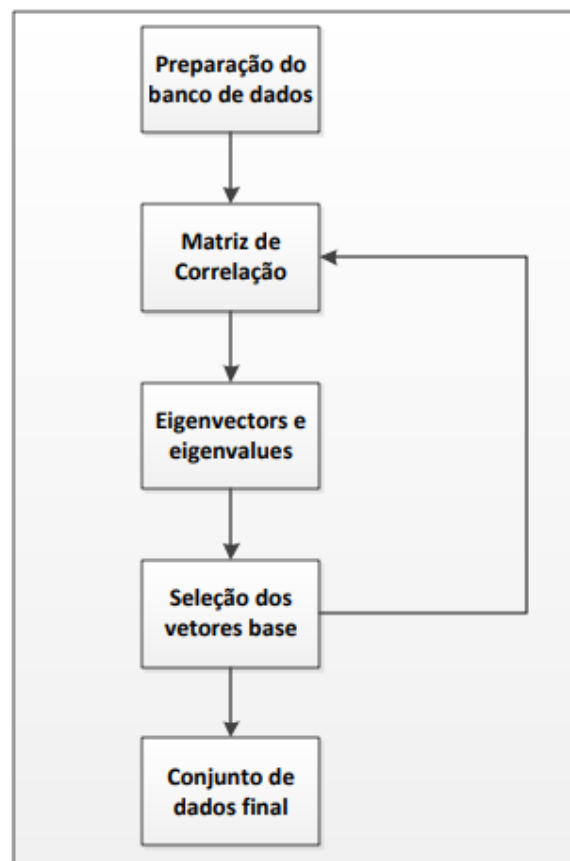 Preparação do
banco de dados
Matriz de
Correlação
Eigenvectors e
eigenvalues
Seleção dos
vetores base
Conjunto de
dados final